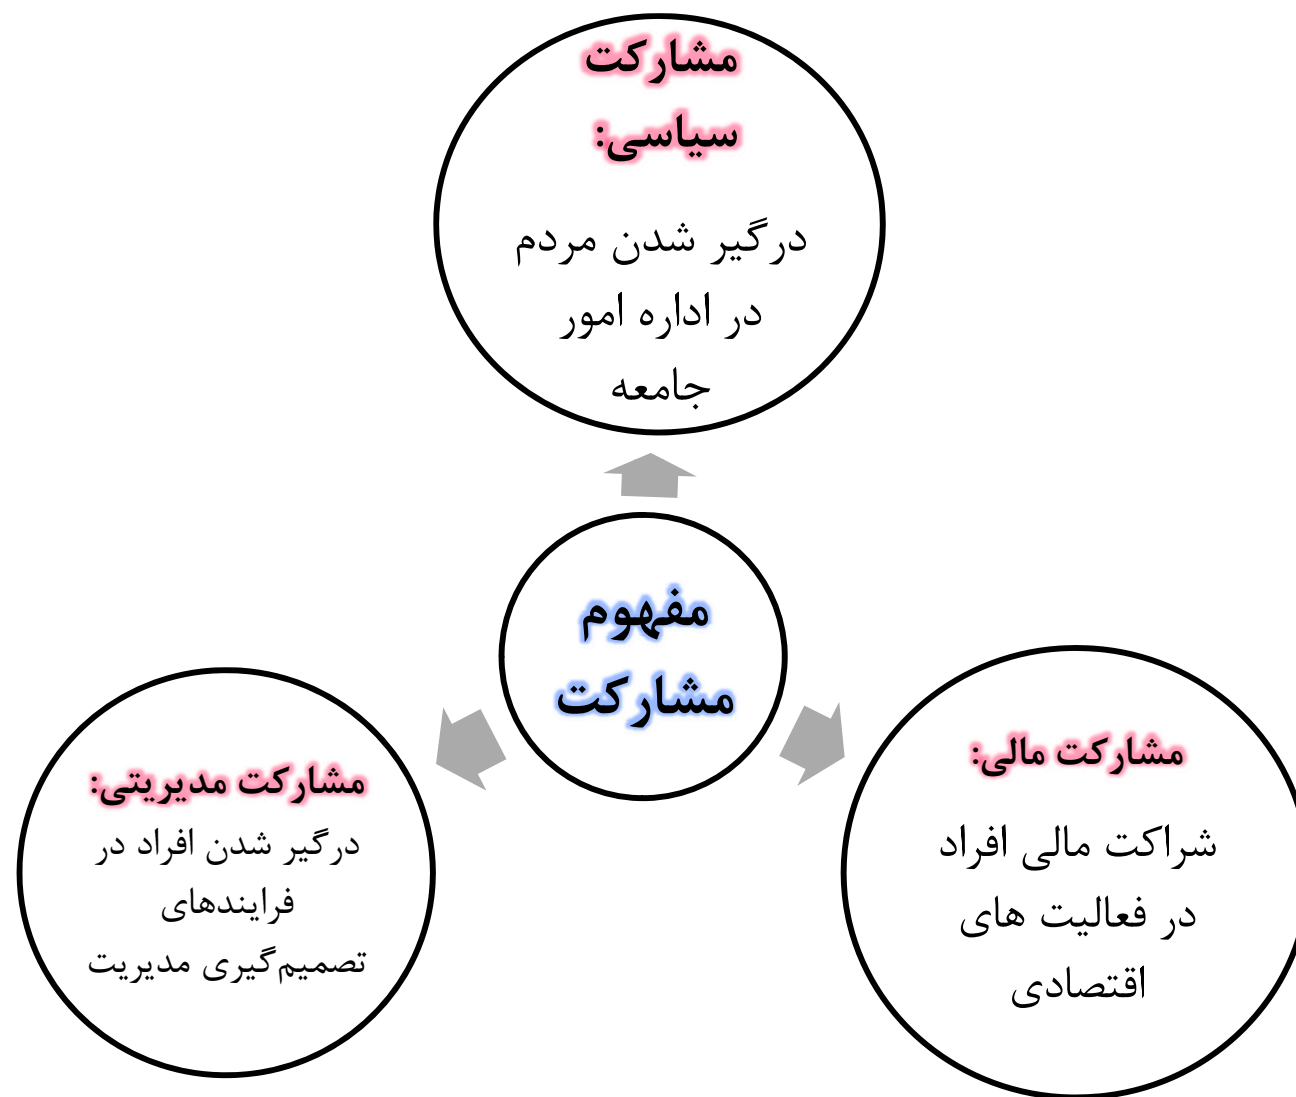 مشارکت
سیاسی:
درگیر شدن مردم
در اداره امور
جامعه
مفهوم
مشارکت
مشارکت مالی:
شراکت مالی افراد
در فعالیت های
اقتصادی
مشارکت مدیریتی:
درگیر شدن افراد در
فرایندهای
تصمیم‌گیری مدیریت